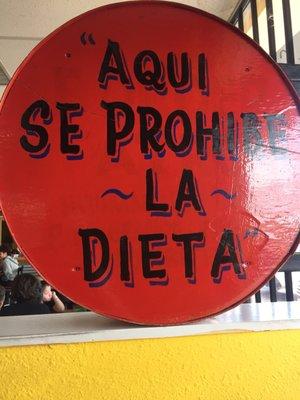 "AQUI
SE PROHIBE
~ LA ~
DIETA"